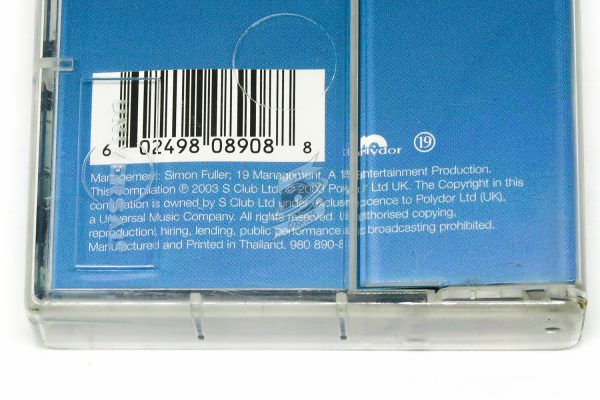 6 02498 08908 8
Polydor 19
Management: Simon Fuller; 19 Management. A 19 Entertainment Production.
This compilation ℗ 2003 S Club Ltd. © 2003 Polydor Ltd UK. The Copyright in this
compilation is owned by S Club Ltd under exclusive licence to Polydor Ltd (UK),
a Universal Music Company. All rights reserved. Unauthorised copying,
reproduction, hiring, lending, public performance and broadcasting prohibited.
Manufactured and Printed in Thailand. 980 890-8